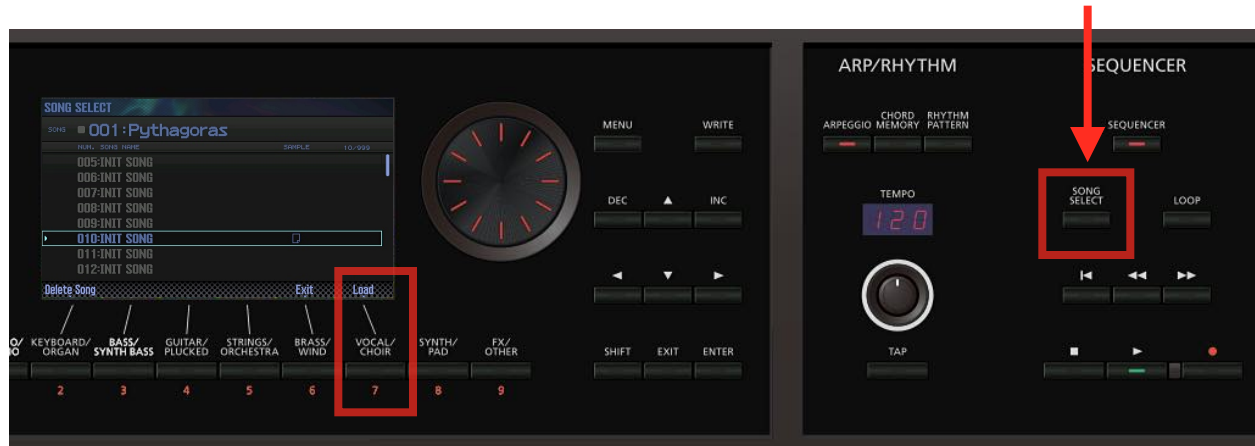 SONG SELECT
SONG 001:Pythagoras
NUM. SONG NAME SAMPLE 10/999
005:INIT SONG
006:INIT SONG
007:INIT SONG
008:INIT SONG
009:INIT SONG
010:INIT SONG
011:INIT SONG
012:INIT SONG
Delete Song Exit Load
KEYBOARD/
ORGAN
BASS/
SYNTH BASS
GUITAR/
PLUCKED
STRINGS/
ORCHESTRA
BRASS/
WIND
VOCAL/
CHOIR
SYNTH/
PAD
FX/
OTHER
2 3 4 5 6 7 8 9
MENU WRITE
DEC INC
SHIFT EXIT ENTER
ARP/RHYTHM
ARPEGGIO
CHORD
MEMORY
RHYTHM
PATTERN
TEMPO
120
TAP
SEQUENCER
SEQUENCER
SONG
SELECT
LOOP